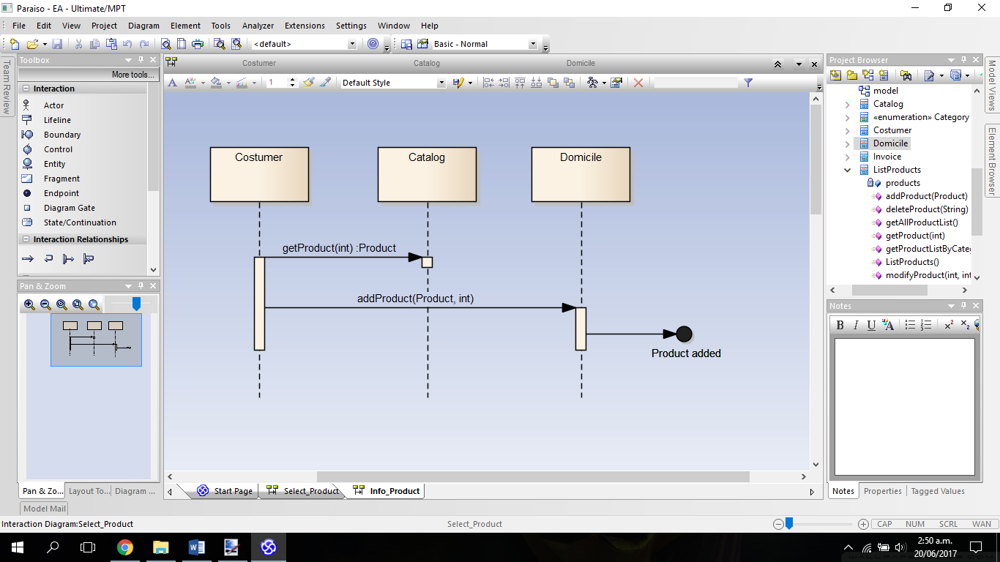 Paraiso - EA - Ultimate/MPT
File Edit View Project Diagram Element Tools Analyzer Extensions Settings Window Help
<default>
Basic - Normal
Team Review
Toolbox
More tools...
Interaction
Actor
Lifeline
Boundary
Control
Entity
Fragment
Endpoint
Diagram Gate
State/Continuation
Interaction Relationships
Pan & Zoom
Pan & Zo... Layout To... Diagram ...
Model Mail
Costumer Catalog Domicile
1
Default Style
Costumer
Catalog
Domicile
getProduct(int) :Product
addProduct(Product, int)
Product added
Start Page Select_Product Info_Product
Project Browser
model
Catalog
«enumeration» Category
Costumer
Domicile
Invoice
ListProducts
products
addProduct(Product)
deleteProduct(String)
getAllProductList()
getProduct(int)
getProductListByCate
ListProducts()
modifyProduct(int, int
Notes
B I U A x² x₂
Notes Properties Tagged Values
Model Views
Element Browser
Interaction Diagram:Select_Product
Select_Product
CAP NUM SCRL WAN
2:50 a.m.
20/06/2017